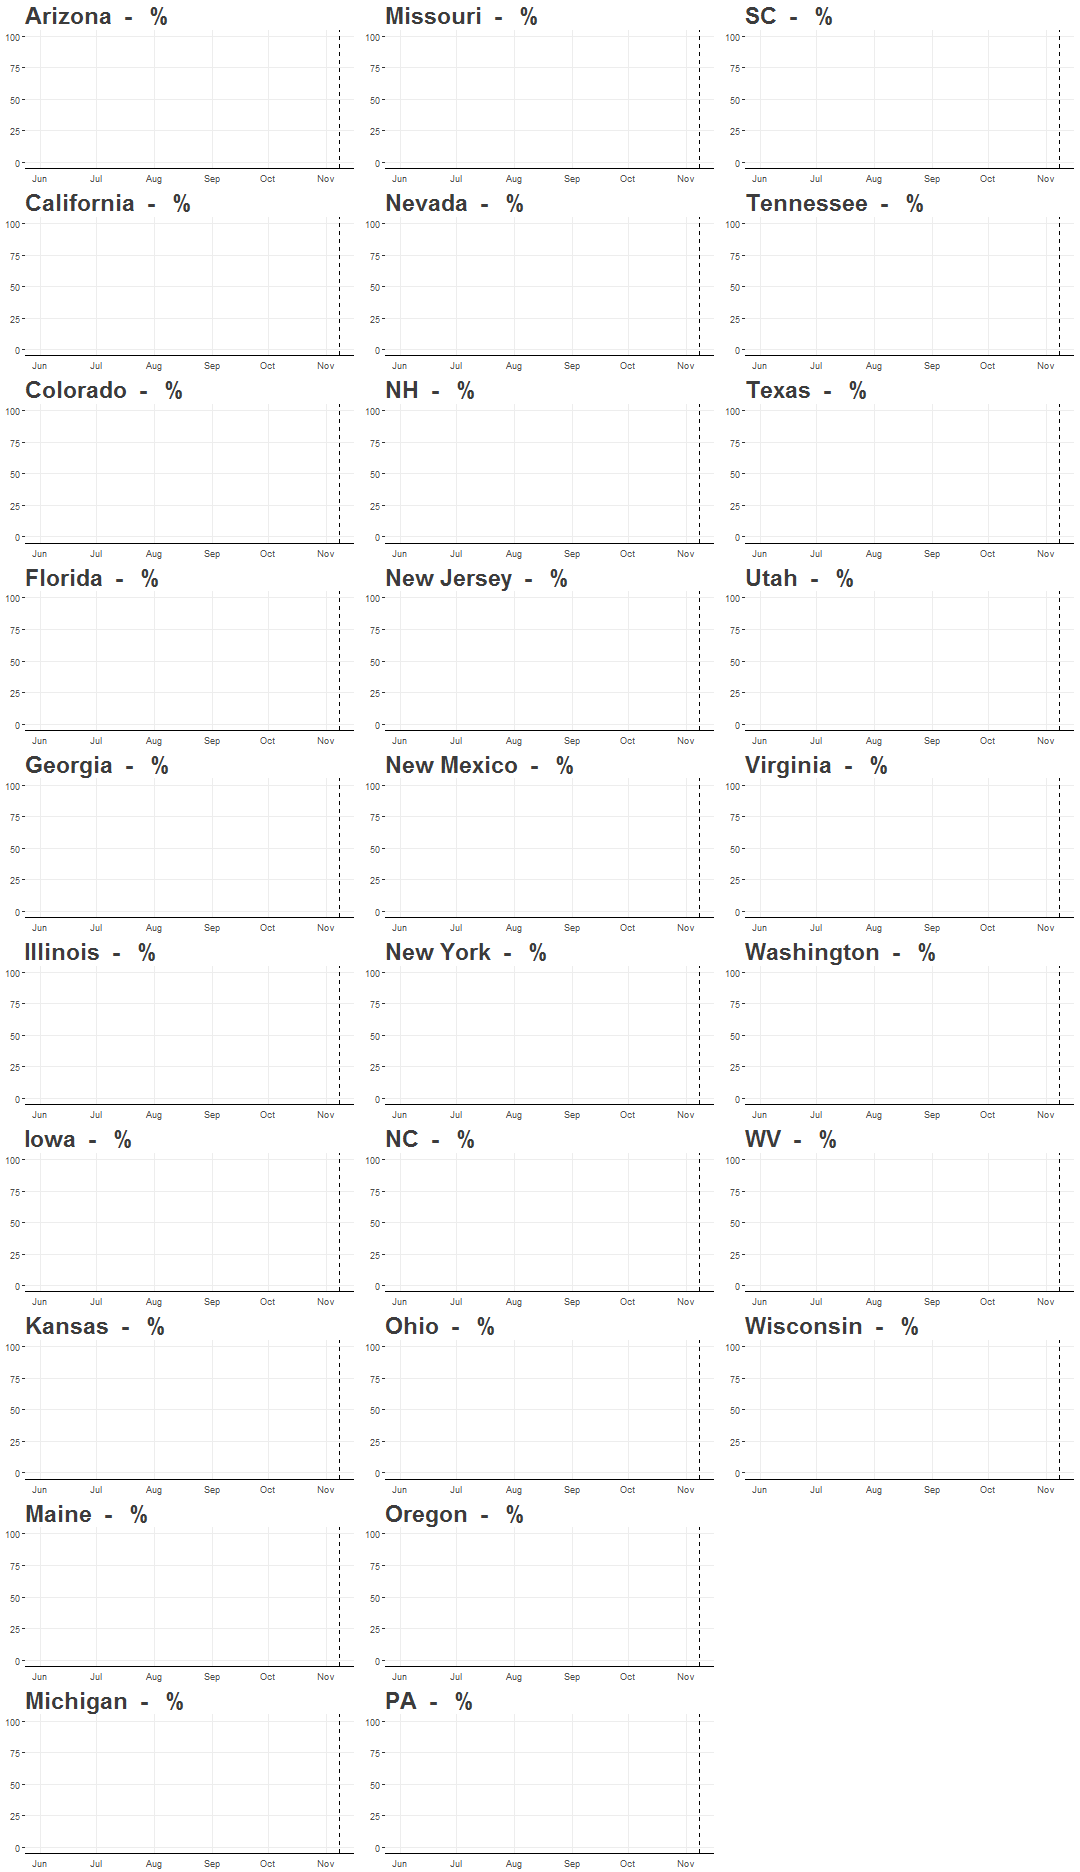 Arizona - % Missouri - % SC - %
100 100 100
75 75 75
50 50 50
25 25 25
0 0 0
Jun Jul Aug Sep Oct Nov Jun Jul Aug Sep Oct Nov Jun Jul Aug Sep Oct Nov
California - % Nevada - % Tennessee - %
100 100 100
75 75 75
50 50 50
25 25 25
0 0 0
Jun Jul Aug Sep Oct Nov Jun Jul Aug Sep Oct Nov Jun Jul Aug Sep Oct Nov
Colorado - % NH - % Texas - %
100 100 100
75 75 75
50 50 50
25 25 25
0 0 0
Jun Jul Aug Sep Oct Nov Jun Jul Aug Sep Oct Nov Jun Jul Aug Sep Oct Nov
Florida - % New Jersey - % Utah - %
100 100 100
75 75 75
50 50 50
25 25 25
0 0 0
Jun Jul Aug Sep Oct Nov Jun Jul Aug Sep Oct Nov Jun Jul Aug Sep Oct Nov
Georgia - % New Mexico - % Virginia - %
100 100 100
75 75 75
50 50 50
25 25 25
0 0 0
Jun Jul Aug Sep Oct Nov Jun Jul Aug Sep Oct Nov Jun Jul Aug Sep Oct Nov
Illinois - % New York - % Washington - %
100 100 100
75 75 75
50 50 50
25 25 25
0 0 0
Jun Jul Aug Sep Oct Nov Jun Jul Aug Sep Oct Nov Jun Jul Aug Sep Oct Nov
Iowa - % NC - % WV - %
100 100 100
75 75 75
50 50 50
25 25 25
0 0 0
Jun Jul Aug Sep Oct Nov Jun Jul Aug Sep Oct Nov Jun Jul Aug Sep Oct Nov
Kansas - % Ohio - % Wisconsin - %
100 100 100
75 75 75
50 50 50
25 25 25
0 0 0
Jun Jul Aug Sep Oct Nov Jun Jul Aug Sep Oct Nov Jun Jul Aug Sep Oct Nov
Maine - % Oregon - %
100 100
75 75
50 50
25 25
0 0
Jun Jul Aug Sep Oct Nov Jun Jul Aug Sep Oct Nov
Michigan - % PA - %
100 100
75 75
50 50
25 25
0 0